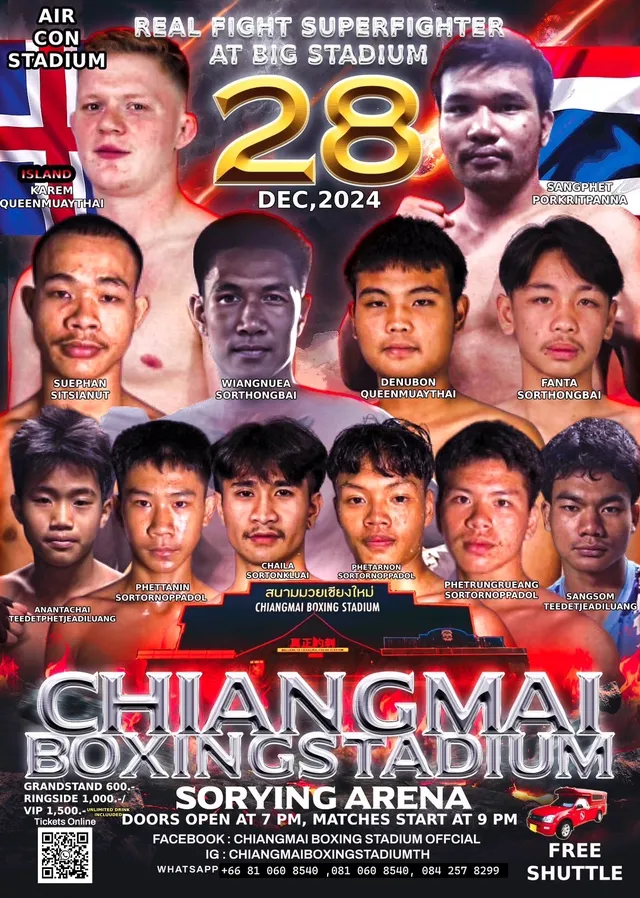 AIR
CON
STADIUM
REAL FIGHT SUPERFIGHTER
AT BIG STADIUM
28
DEC,2024
ISLAND
KAREM
QUEENMUAYTHAI
SANGPHET
PORKRITPANNA
SUEPHAN
SITSIANUT
WIANGNUEA
SORTHONGBAI
DENUBON
QUEENMUAYTHAI
FANTA
SORTHONGBAI
ANANTACHAI
TEEDETPHETJEADILUANG
PHETTANIN
SORTORNOPPADOL
CHAILA
SORTONKLUAI
PHETARNON
SORTORNOPPADOL
PHETRUNGRUEANG
SORTORNOPPADOL
SANGSOM
TEEDETJEADILUANG
สนามมวยเชียงใหม่
CHIANGMAI BOXING STADIUM
CHIANGMAI
BOXINGSTADIUM
GRANDSTAND 600.-
RINGSIDE 1,000.-/
VIP 1,500.- UNLIMITED DRINK
INCLUUDED
Tickets Online
SORYING ARENA
DOORS OPEN AT 7 PM, MATCHES START AT 9 PM
FACEBOOK : CHIANGMAI BOXING STADIUM OFFCIAL
IG : CHIANGMAIBOXINGSTADIUMTH
WHATSAPP +66 81 060 8540 ,081 060 8540, 084 257 8299
FREE
SHUTTLE